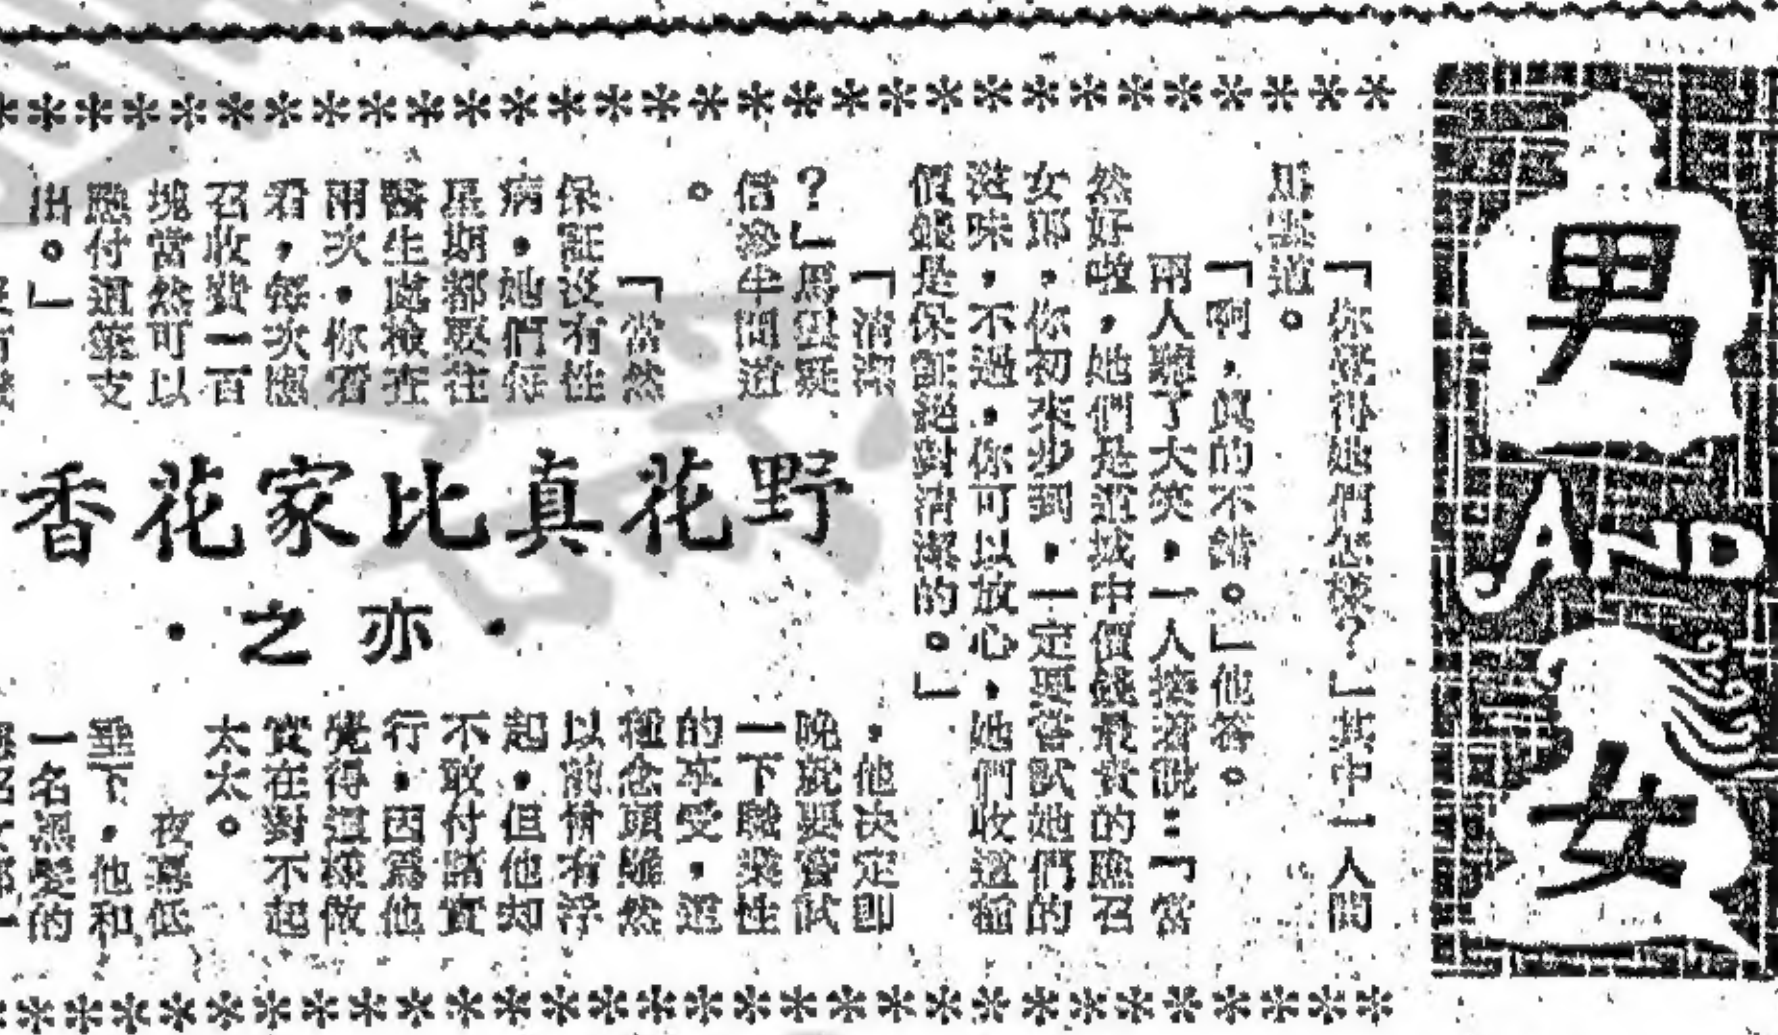 男
AND
女
「你覺得她們怎樣？」其中一人問
馬雲道。
「啊，真的不錯。」他答。
兩人聽了大笑，一人接着說：「當
然好啦，她們是這城中價錢最貴的應召
女郎，你初來步到，一定要嘗試她們的
滋味，不過，你可以放心，她們收這種
價錢是保証絕對清潔的。」
野花真比家花香
·亦之·
「清潔
？」馬雲疑
信滲半問道
。
「當然
保証沒有性
病，她們每
星期都要往
醫生處檢查
兩次，你看
看，每次應
召收費一百
塊當然可以
應付這筆支
出。」
，他決定即
晚就要嘗試
一下聲樂性
的享受，這
種念頭雖然
以前曾有浮
起，但他却
不敢付諸實
行，因爲他
覺得這樣做
實在對不起
太太。
夜幕低
垂下，他和
一名黑髮的